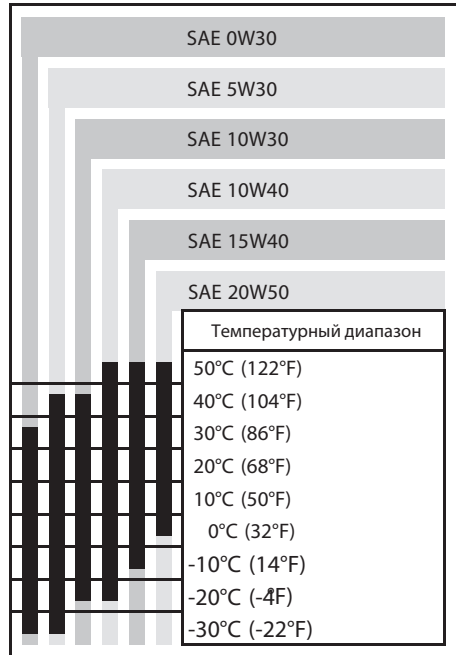 SAE 0W30
SAE 5W30
SAE 10W30
SAE 10W40
SAE 15W40
SAE 20W50
Температурный диапазон
50°C (122°F)
40°C (104°F)
30°C (86°F)
20°C (68°F)
10°C (50°F)
0°C (32°F)
-10°C (14°F)
-20°C (-4°F)
-30°C (-22°F)